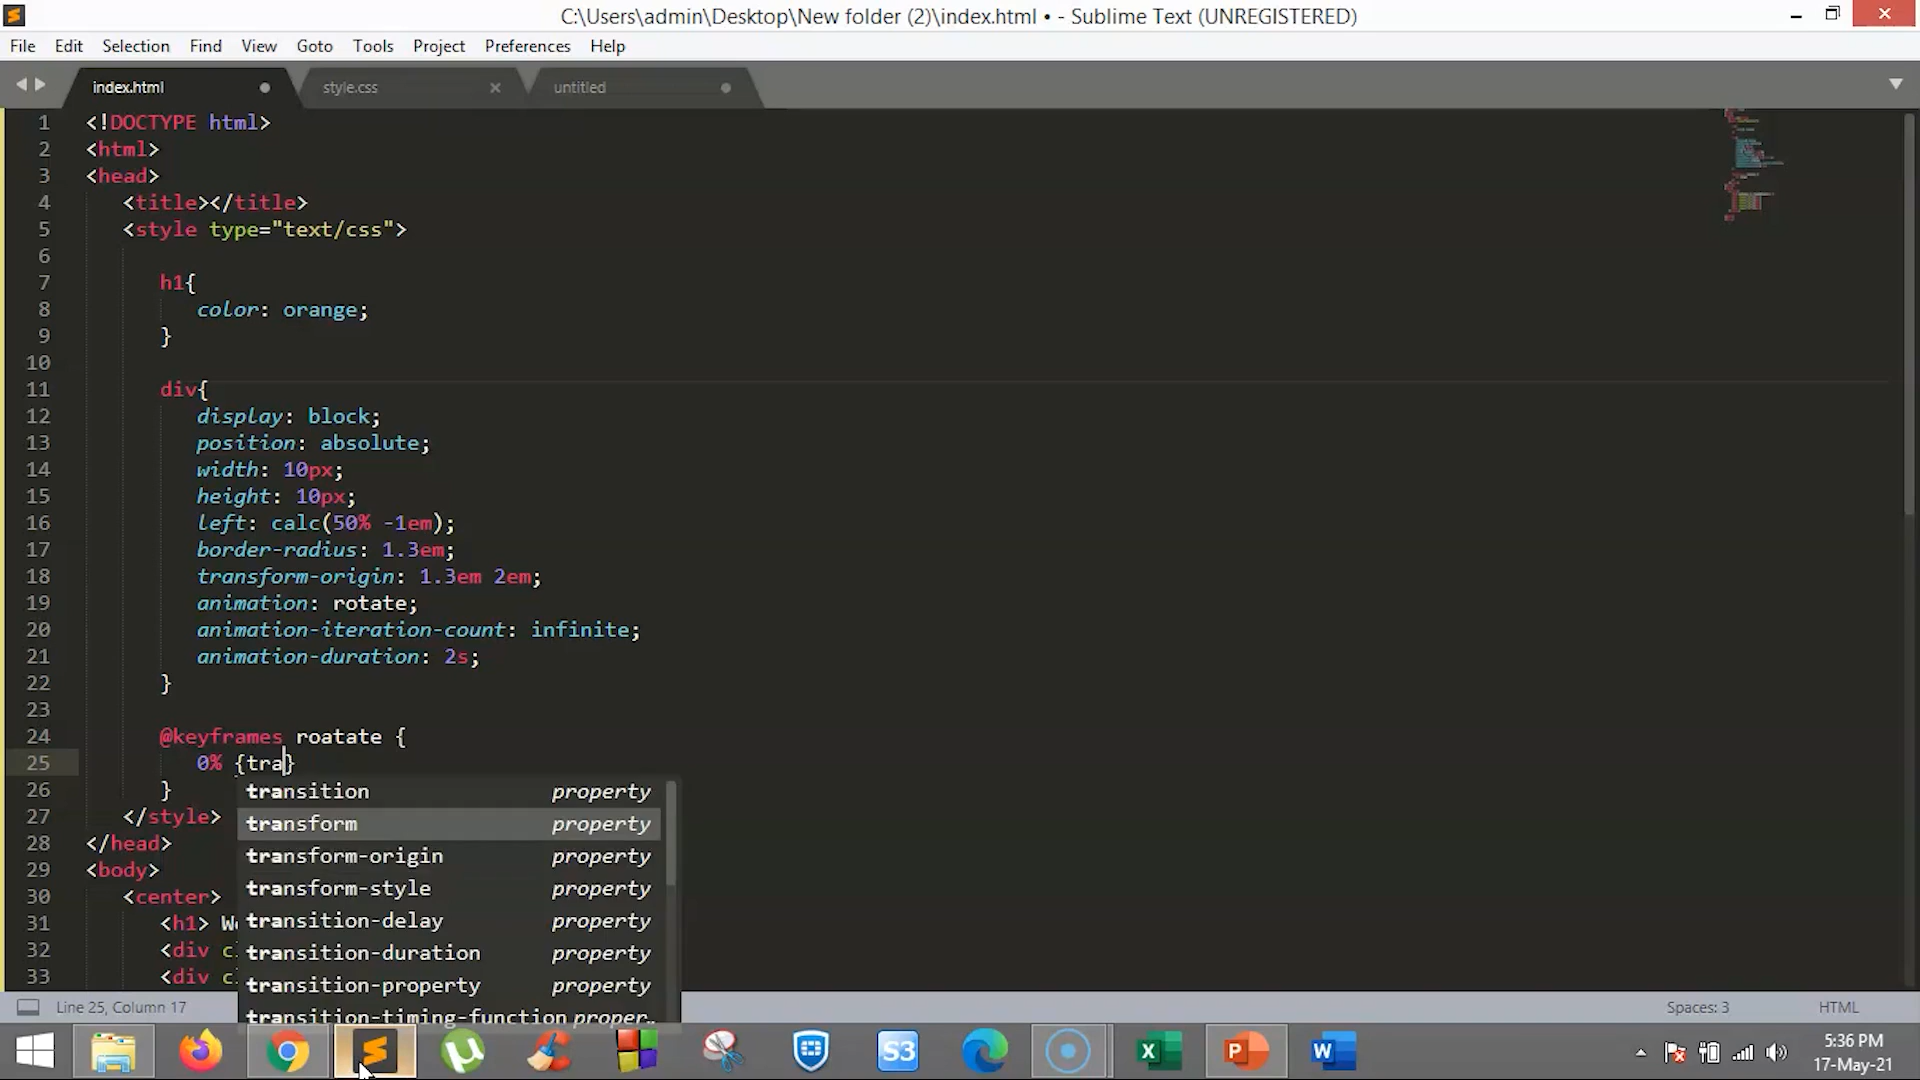 C:\Users\admin\Desktop\New folder (2)\index.html • - Sublime Text (UNREGISTERED)
File Edit Selection Find View Goto Tools Project Preferences Help
index.html style.css untitled
1 <!DOCTYPE html>
2 <html>
3 <head>
4 <title></title>
5 <style type="text/css">
6
7 h1{
8 color: orange;
9 }
10
11 div{
12 display: block;
13 position: absolute;
14 width: 10px;
15 height: 10px;
16 left: calc(50% -1em);
17 border-radius: 1.3em;
18 transform-origin: 1.3em 2em;
19 animation: rotate;
20 animation-iteration-count: infinite;
21 animation-duration: 2s;
22 }
23
24 @keyframes roatate {
25 0% {tra}
26 }
transition property
27 </style>
transform property
28 </head>
transform-origin property
29 <body>
transform-style property
30 <center>
transition-delay property
31 <h1>
32 <div
transition-duration property
33 <div
transition-property property
transition-timing-function proper..
Line 25, Column 17 Spaces: 3 HTML
S3
5:36 PM
17-May-21